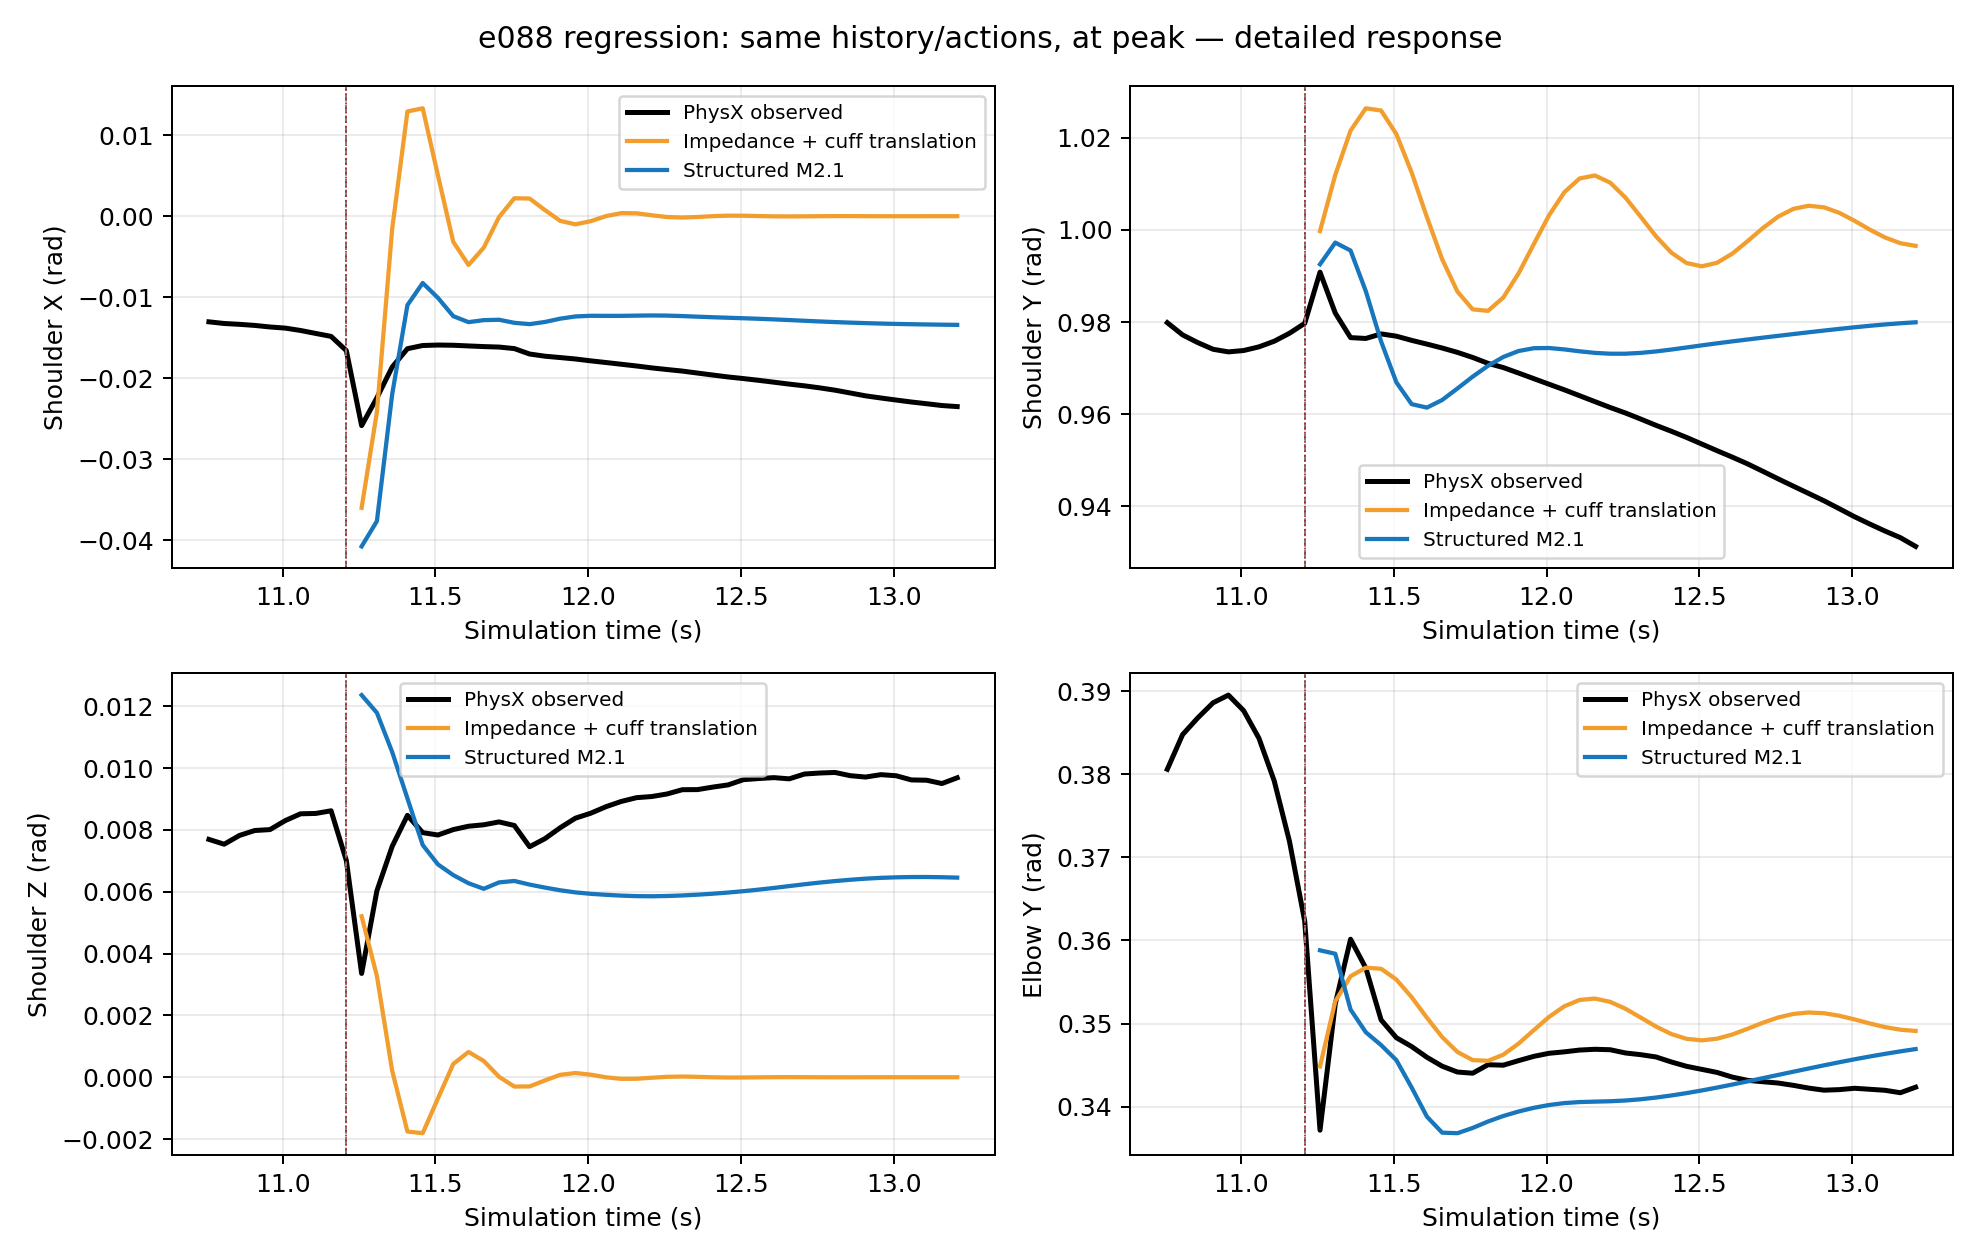 e088 regression: same history/actions, at peak — detailed response
Shoulder X (rad)
0.01
0.00
−0.01
−0.02
−0.03
−0.04
PhysX observed
Impedance + cuff translation
Structured M2.1
11.0 11.5 12.0 12.5 13.0
Simulation time (s)
Shoulder Y (rad)
1.02
1.00
0.98
0.96
0.94
PhysX observed
Impedance + cuff translation
Structured M2.1
11.0 11.5 12.0 12.5 13.0
Simulation time (s)
Shoulder Z (rad)
0.012
0.010
0.008
0.006
0.004
0.002
0.000
−0.002
PhysX observed
Impedance + cuff translation
Structured M2.1
11.0 11.5 12.0 12.5 13.0
Simulation time (s)
Elbow Y (rad)
0.39
0.38
0.37
0.36
0.35
0.34
PhysX observed
Impedance + cuff translation
Structured M2.1
11.0 11.5 12.0 12.5 13.0
Simulation time (s)